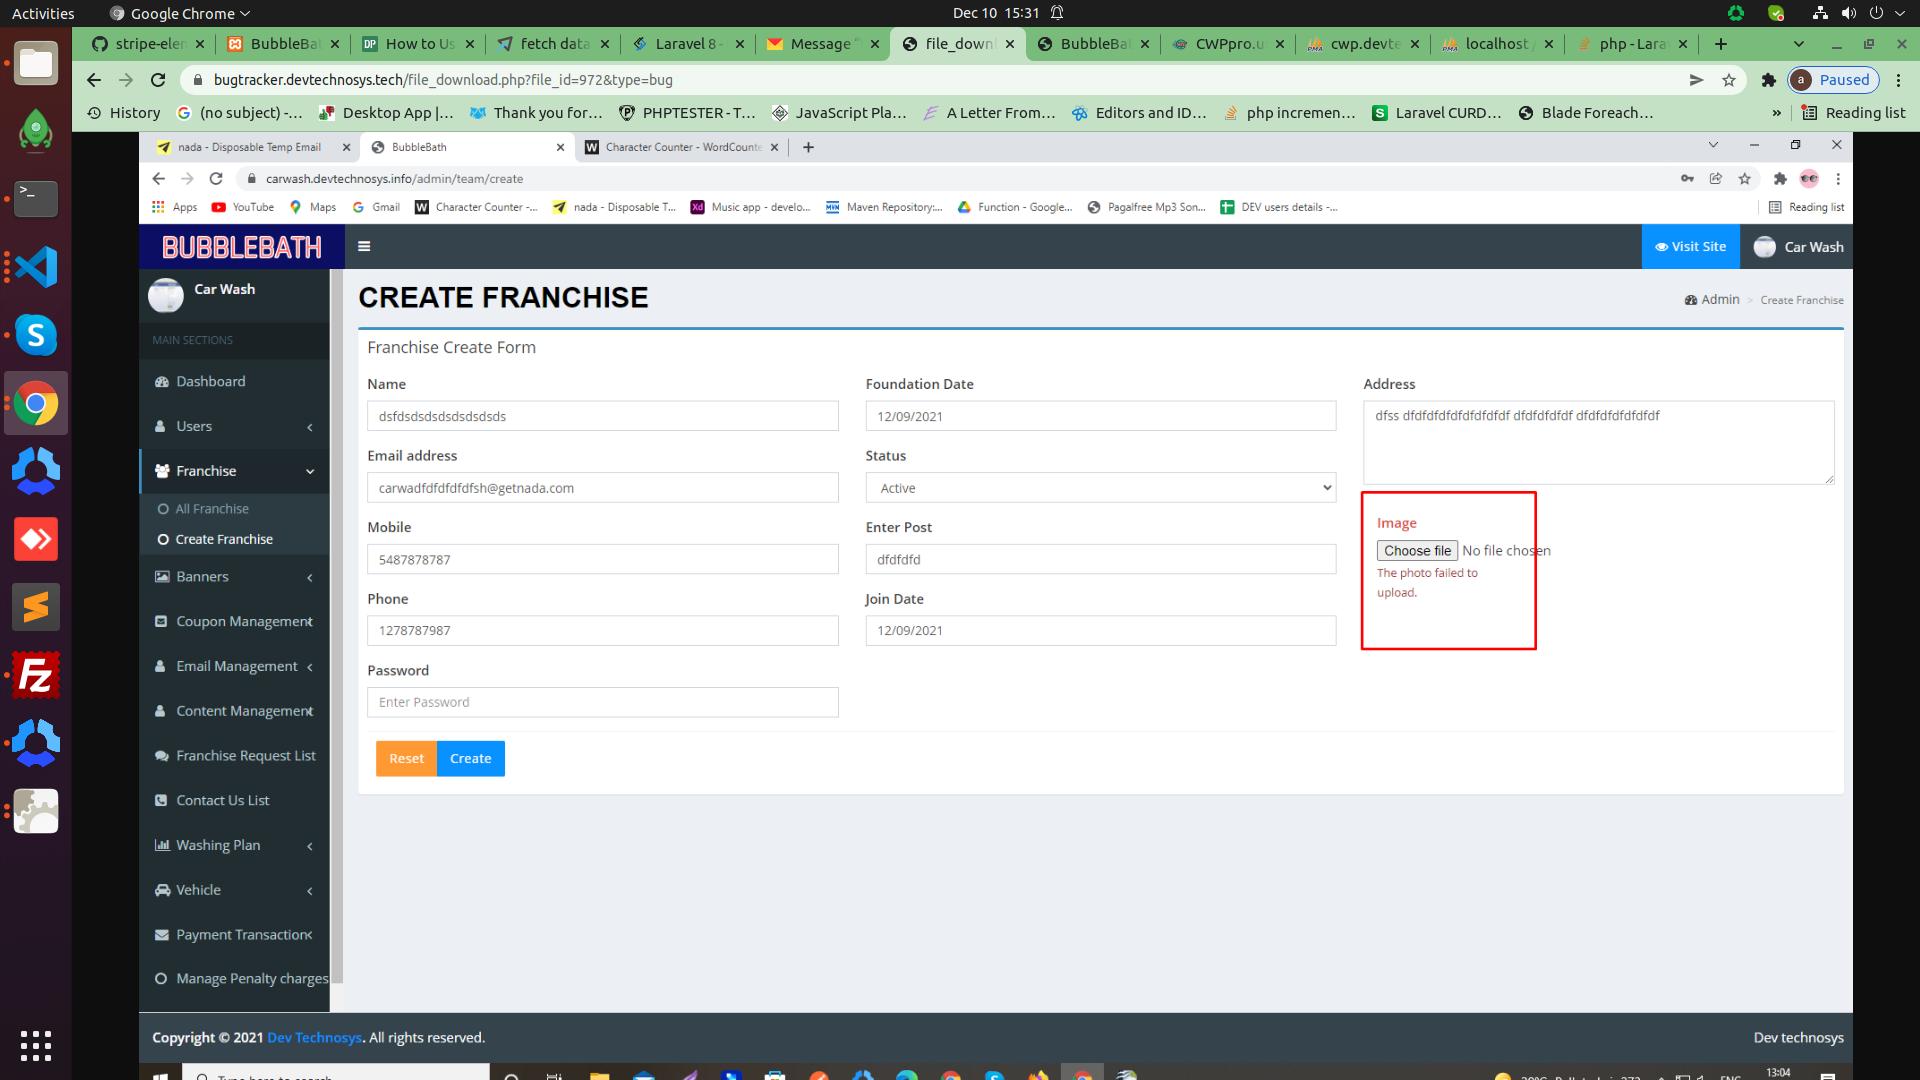 Activities
Google Chrome
Dec 10 15:31
stripe-ele
BubbleBa
How to Us
fetch data
Laravel 8 -
Message "
file_down
BubbleBa
CWPpro.u
cwp.devte
localhost /
php - Lara
bugtracker.devtechnosys.tech/file_download.php?file_id=972&type=bug
a Paused
History
(no subject) -...
Desktop App |...
Thank you for...
PHPTESTER - T...
JavaScript Pla...
A Letter From...
Editors and ID...
php incremen...
Laravel CURD...
Blade Foreach...
»
Reading list
nada - Disposable Temp Email
BubbleBath
Character Counter - WordCounte
carwash.devtechnosys.info/admin/team/create
Apps
YouTube
Maps
Gmail
Character Counter -...
nada - Disposable T...
Music app - develo...
Maven Repository:...
Function - Google...
Pagalfree Mp3 Son...
DEV users details -...
Reading list
BUBBLEBATH
Visit Site
Car Wash
Car Wash
CREATE FRANCHISE
Admin > Create Franchise
MAIN SECTIONS
Dashboard
Users
Franchise
All Franchise
Create Franchise
Banners
Coupon Management
Email Management
Content Management
Franchise Request List
Contact Us List
Washing Plan
Vehicle
Payment Transaction
Manage Penalty charges
Franchise Create Form
Name
dsfdsdsdsdsdsdsdsds
Email address
carwadfdfdfdfdfsh@getnada.com
Mobile
5487878787
Phone
1278787987
Password
Enter Password
Foundation Date
12/09/2021
Status
Active
Enter Post
dfdfdfd
Join Date
12/09/2021
Address
dfss dfdfdfdfdfdfdfdfdf dfdfdfdfdf dfdfdfdfdfdfdf
Image
Choose file No file chosen
The photo failed to
upload.
Reset
Create
Copyright © 2021 Dev Technosys. All rights reserved.
Dev technosys
13:04